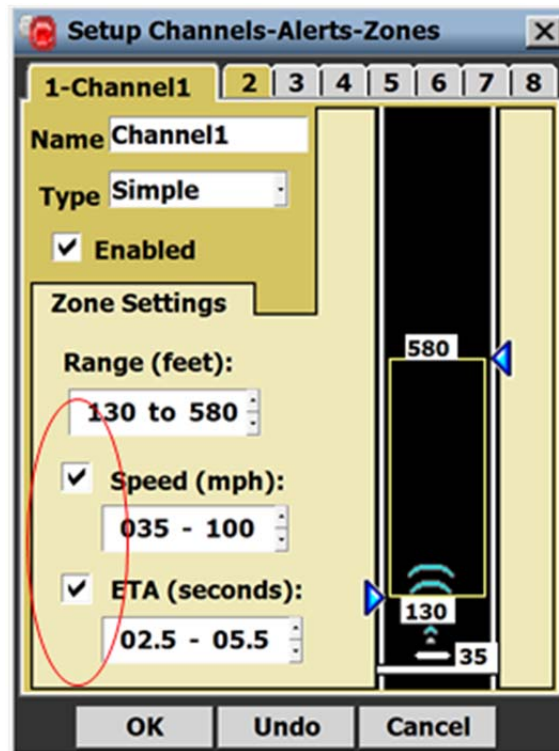 Setup Channels-Alerts-Zones
1-Channel1 2 3 4 5 6 7 8
Name Channel1
Type Simple
Enabled
Zone Settings
Range (feet):
130 to 580
Speed (mph):
035 - 100
ETA (seconds):
02.5 - 05.5
580
130
35
OK Undo Cancel